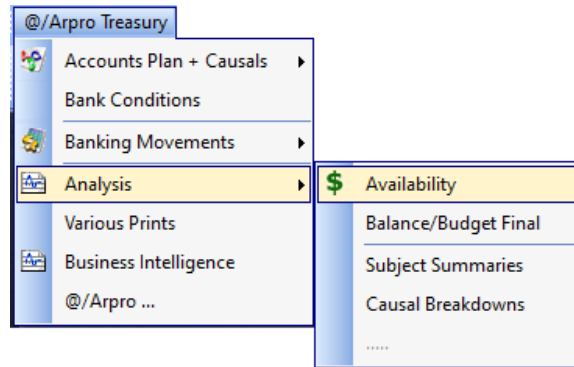 @/Arpro Treasury
Accounts Plan + Causals
Bank Conditions
Banking Movements
Analysis
Various Prints
Business Intelligence
@/Arpro ...
$ Availability
Balance/Budget Final
Subject Summaries
Causal Breakdowns
.....